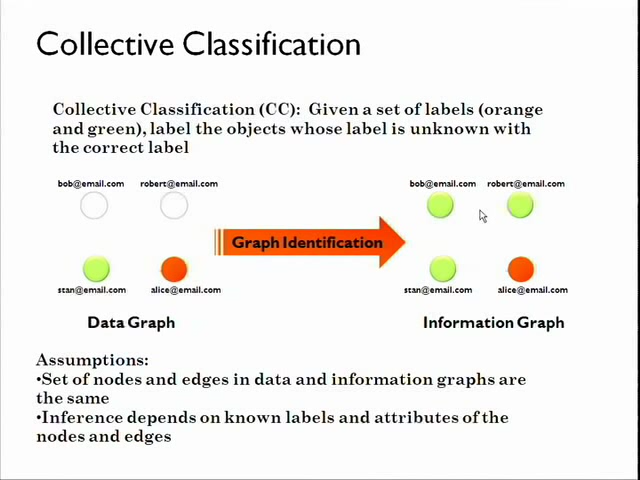 Collective Classification
Collective Classification (CC): Given a set of labels (orange
and green), label the objects whose label is unknown with
the correct label
bob@email.com robert@email.com
bob@email.com robert@email.com
Graph Identification
stan@email.com alice@email.com
stan@email.com alice@email.com
Data Graph
Information Graph
Assumptions:
•Set of nodes and edges in data and information graphs are
the same
•Inference depends on known labels and attributes of the
nodes and edges